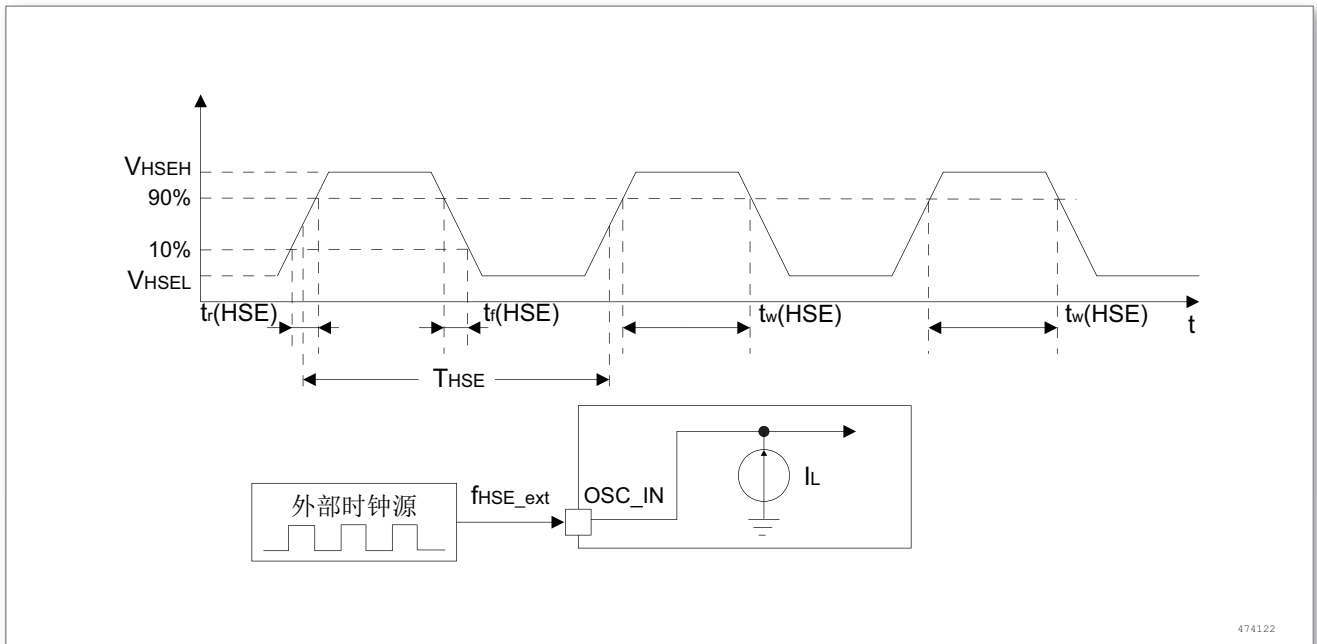 VHSEH
90%
10%
VHSEL
tr(HSE)
tf(HSE)
tw(HSE)
tw(HSE)
t
THSE
外部时钟源
fHSE_ext
OSC_IN
IL
474122